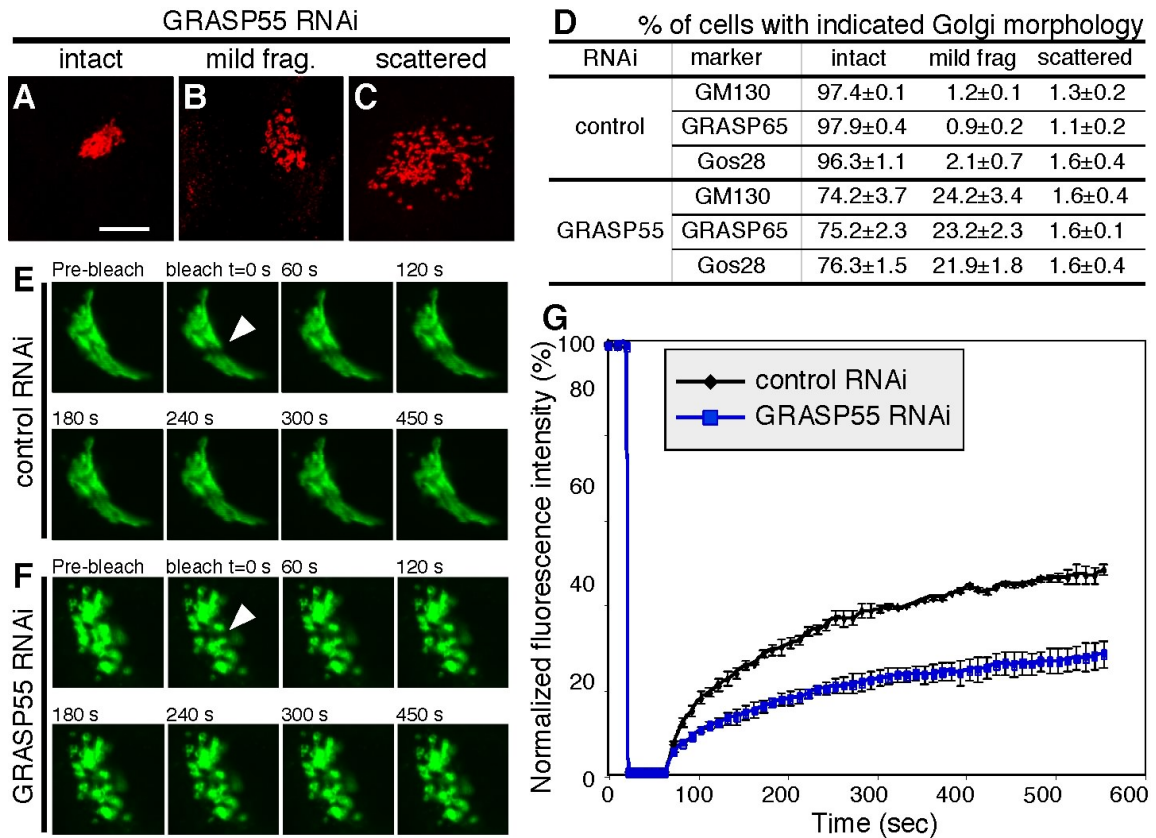 GRASP55 RNAi
intact mild frag. scattered
A B C
D % of cells with indicated Golgi morphology
RNAi marker intact mild frag scattered
control
GM130 97.4±0.1 1.2±0.1 1.3±0.2
GRASP65 97.9±0.4 0.9±0.2 1.1±0.2
Gos28 96.3±1.1 2.1±0.7 1.6±0.4
GRASP55
GM130 74.2±3.7 24.2±3.4 1.6±0.4
GRASP65 75.2±2.3 23.2±2.3 1.6±0.1
Gos28 76.3±1.5 21.9±1.8 1.6±0.4
E
control RNAi
Pre-bleach bleach t=0 s 60 s 120 s
180 s 240 s 300 s 450 s
F
GRASP55 RNAi
Pre-bleach bleach t=0 s 60 s 120 s
180 s 240 s 300 s 450 s
G
Normalized fluorescence intensity (%)
100
80
60
40
20
0
control RNAi
GRASP55 RNAi
0 100 200 300 400 500 600
Time (sec)